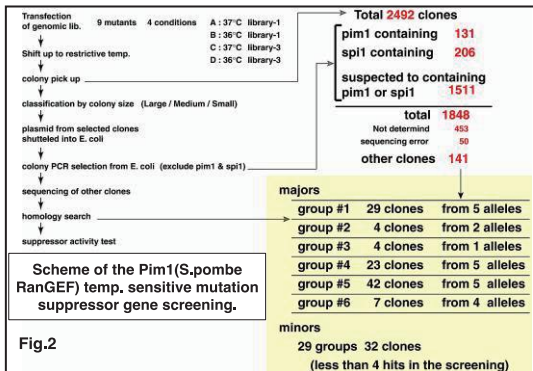 Transfection
of genomic lib.
9 mutants 4 conditions
A : 37°C library-1
B : 36°C library-1
C : 37°C library-3
D : 36°C library-3
Shift up to restrictive temp.
colony pick up
classification by colony size (Large / Medium / Small)
plasmid from selected clones
shuttled into E. coli
colony PCR selection from E. coli (exclude pim1 & spi1)
sequencing of other clones
homology search
suppressor activity test
Scheme of the Pim1(S.pombe
RanGEF) temp. sensitive mutation
suppressor gene screening.
Fig.2
Total 2492 clones
pim1 containing 131
spi1 containing 206
suspected to containing
pim1 or spi1 1511
total 1848
Not determind 453
sequencing error 50
other clones 141
majors
group #1 29 clones from 5 alleles
group #2 4 clones from 2 alleles
group #3 4 clones from 1 alleles
group #4 23 clones from 5 alleles
group #5 42 clones from 5 alleles
group #6 7 clones from 4 alleles
minors
29 groups 32 clones
(less than 4 hits in the screening)